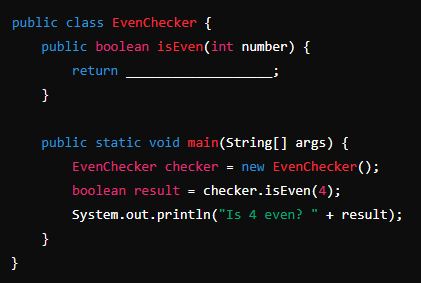 public class EvenChecker {
    public boolean isEven(int number) {
        return ___________________;
    }

    public static void main(String[] args) {
        EvenChecker checker = new EvenChecker();
        boolean result = checker.isEven(4);
        System.out.println("Is 4 even? " + result);
    }
}